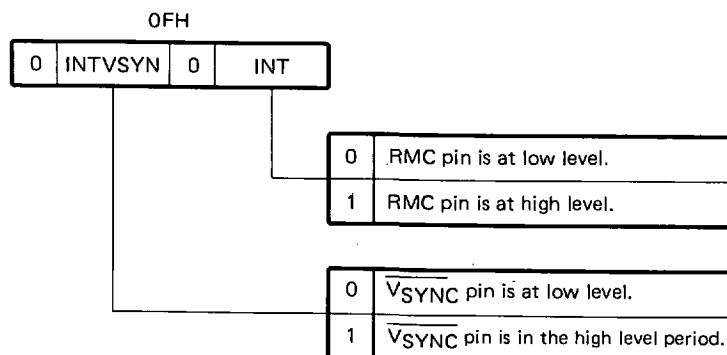 0FH
0 INTVSYN 0 INT
0 RMC pin is at low level.
1 RMC pin is at high level.
0 VSYNC pin is at low level.
1 VSYNC pin is in the high level period.